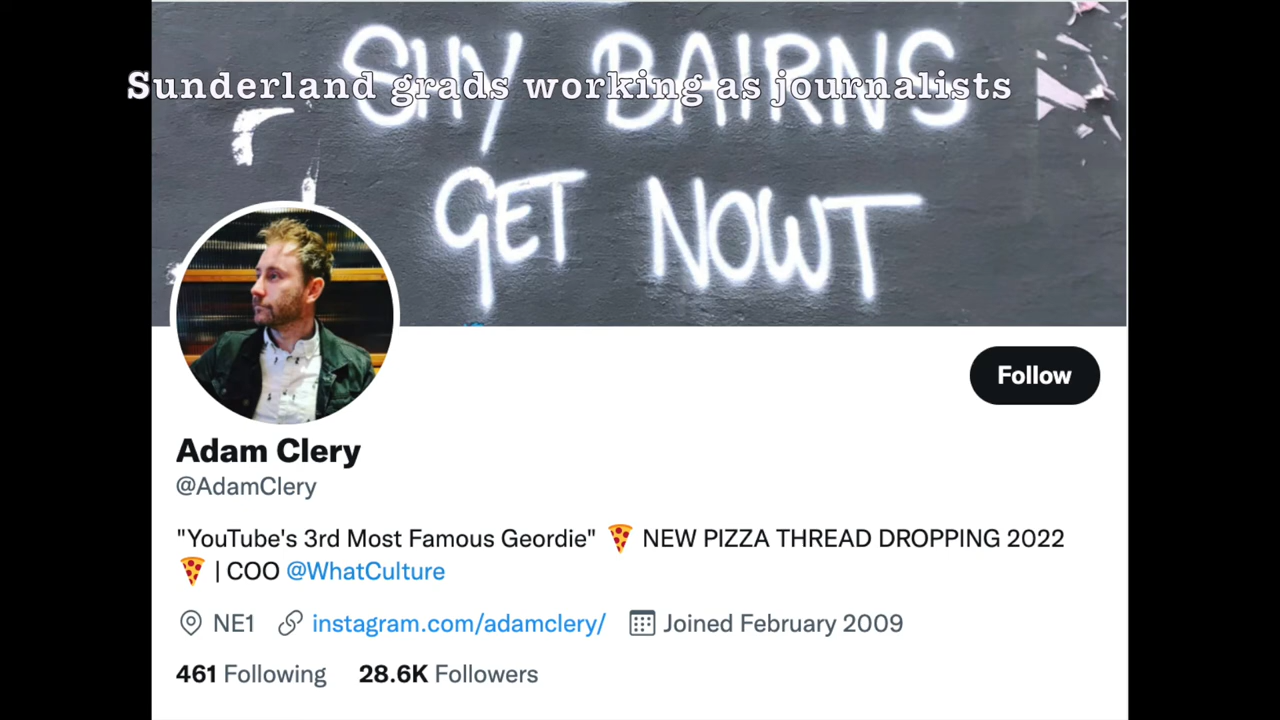 SHY BAIRNS
Sunderland grads working as journalists
GET NOWT
Follow
Adam Clery
@AdamClery
"YouTube's 3rd Most Famous Geordie" 🍕 NEW PIZZA THREAD DROPPING 2022
🍕 | COO @WhatCulture
NE1 instagram.com/adamclery/ Joined February 2009
461 Following 28.6K Followers